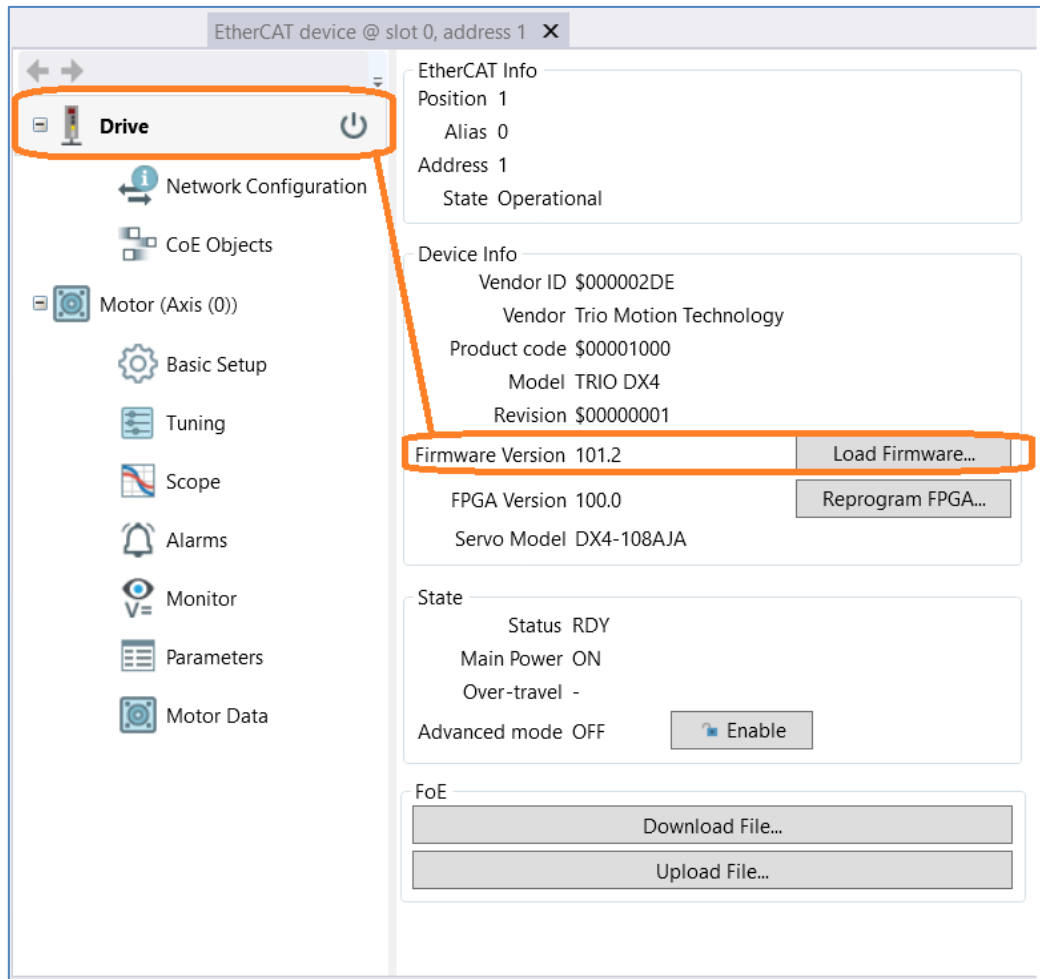 EtherCAT device @ slot 0, address 1
Drive
Network Configuration
CoE Objects
Motor (Axis (0))
Basic Setup
Tuning
Scope
Alarms
V= Monitor
Parameters
Motor Data
EtherCAT Info
Position 1
Alias 0
Address 1
State Operational
Device Info
Vendor ID $000002DE
Vendor Trio Motion Technology
Product code $00001000
Model TRIO DX4
Revision $00000001
Firmware Version 101.2 Load Firmware...
FPGA Version 100.0 Reprogram FPGA...
Servo Model DX4-108AJA
State
Status RDY
Main Power ON
Over-travel -
Advanced mode OFF Enable
FoE
Download File...
Upload File...